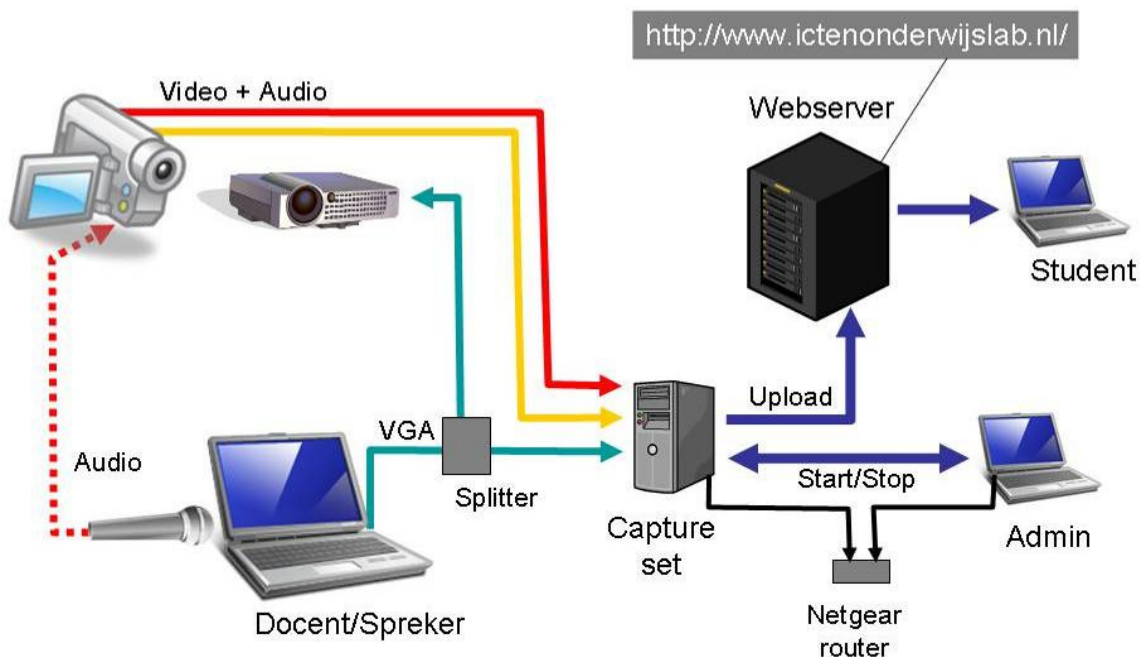 http://www.ictenonderwijslab.nl/
Video + Audio
Webserver
Student
VGA
Upload
Audio
Splitter
Start/Stop
Capture
set
Admin
Docent/Spreker
Netgear
router